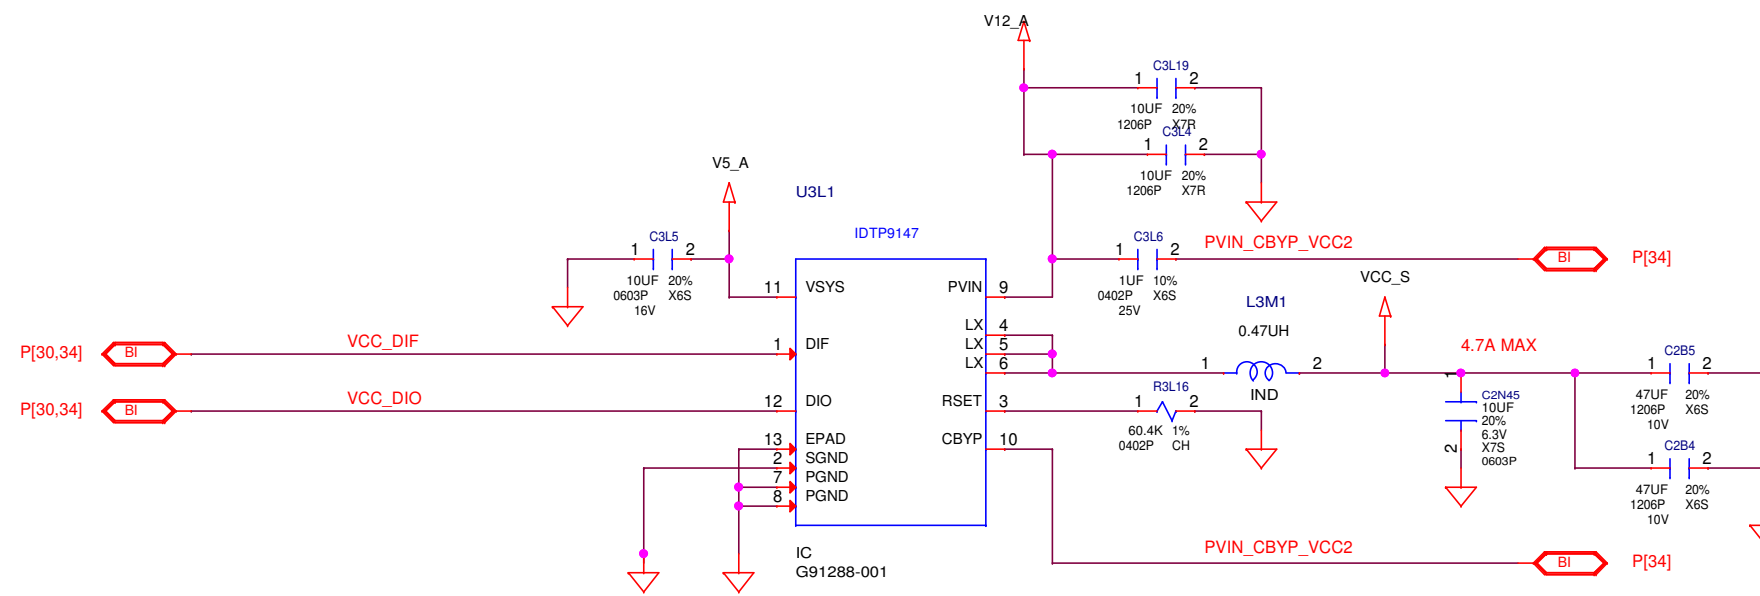 V12_A
C3L19
1 2
10UF 20%
1206P X7R
C3L4
1 2
10UF 20%
1206P X7R
V5_A
U3L1
IDTP9147
C3L5
1 2
10UF 20%
0603P X6S
16V
C3L6
1 2
1UF 10%
0402P X6S
25V
PVIN_CBYP_VCC2
BI
P[34]
11 VSYS
PVIN 9
VCC_S
L3M1
0.47UH
1 2
IND
LX 4
LX 5
LX 6
P[30,34]
BI
VCC_DIF
1 DIF
4.7A MAX
P[30,34]
BI
VCC_DIO
12 DIO
RSET 3
R3L16
1 2
60.4K 1%
0402P CH
13 EPAD
2 SGND
7 PGND
8 PGND
CBYP 10
1
C2N45
10UF
20%
6.3V
X7S
0603P
2
C2B5
1 2
47UF 20%
1206P X6S
10V
C2B4
1 2
47UF 20%
1206P X6S
10V
IC
G91288-001
PVIN_CBYP_VCC2
BI
P[34]